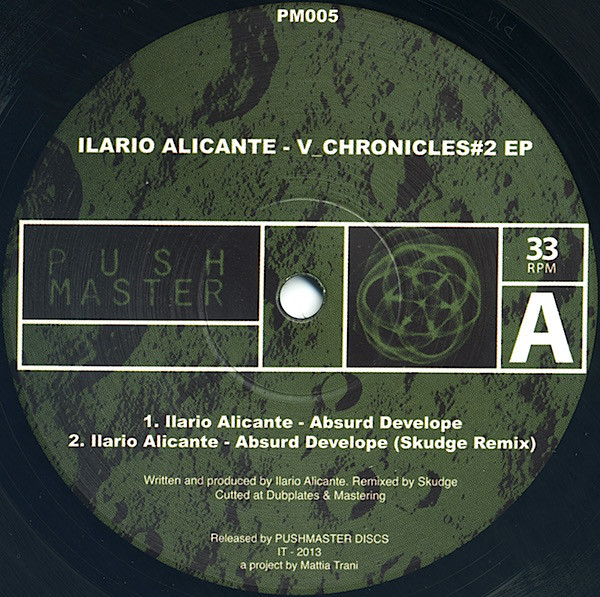 PM005
ILARIO ALICANTE - V_CHRONICLES#2 EP
PUSH
MASTER
33
RPM
A
1. Ilario Alicante - Absurd Develope
2. Ilario Alicante - Absurd Develope (Skudge Remix)
Written and produced by Ilario Alicante. Remixed by Skudge
Cutted at Dubplates & Mastering
Released by PUSHMASTER DISCS
IT - 2013
a project by Mattia Trani